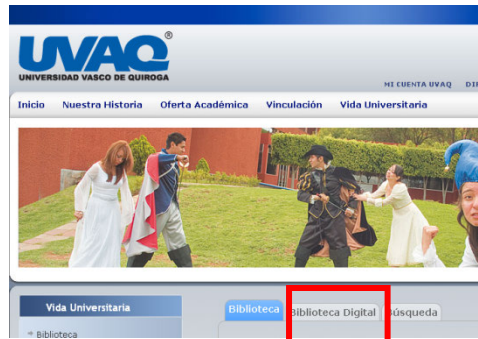 UVAQ®
UNIVERSIDAD VASCO DE QUIROGA
MI CUENTA UVAQ
Inicio Nuestra Historia Oferta Académica Vinculación Vida Universitaria
Vida Universitaria
Biblioteca Biblioteca Digital Búsqueda
Biblioteca